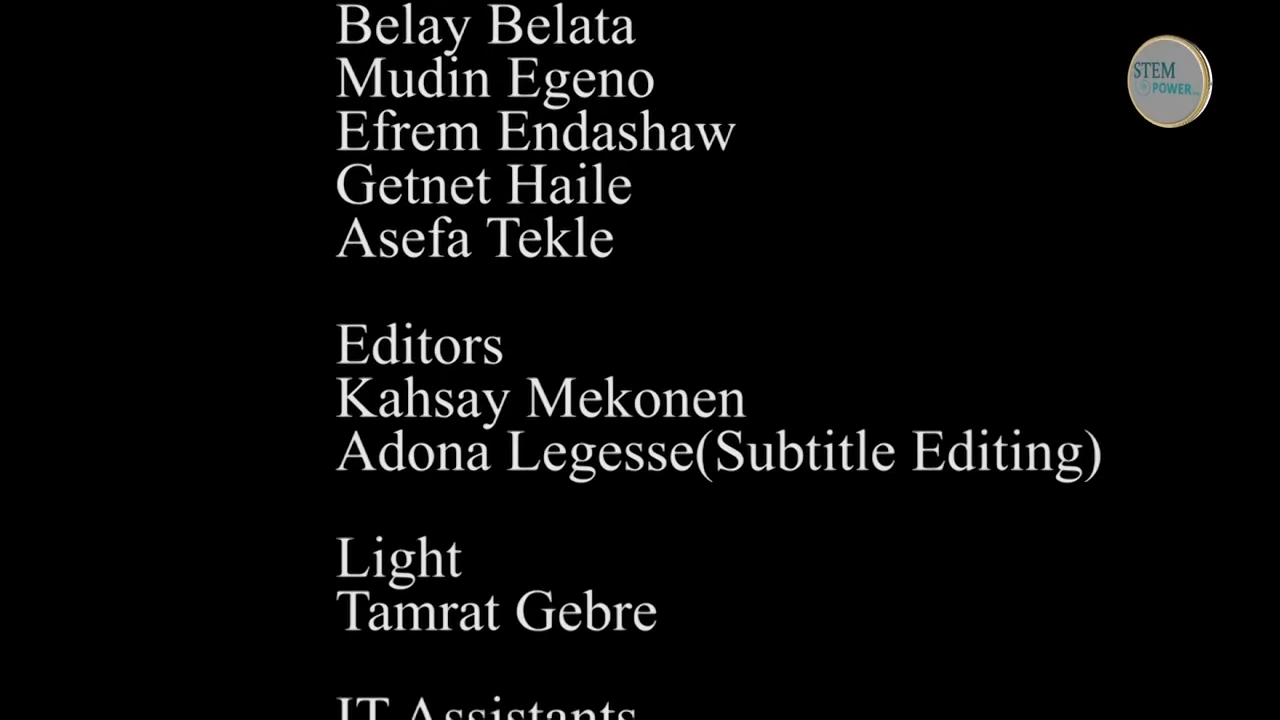 Belay Belata
Mudin Egeno
Efrem Endashaw
Getnet Haile
Asefa Tekle
Editors
Kahsay Mekonen
Adona Legesse(Subtitle Editing)
Light
Tamrat Gebre
IT Assistants
STEM
POWER